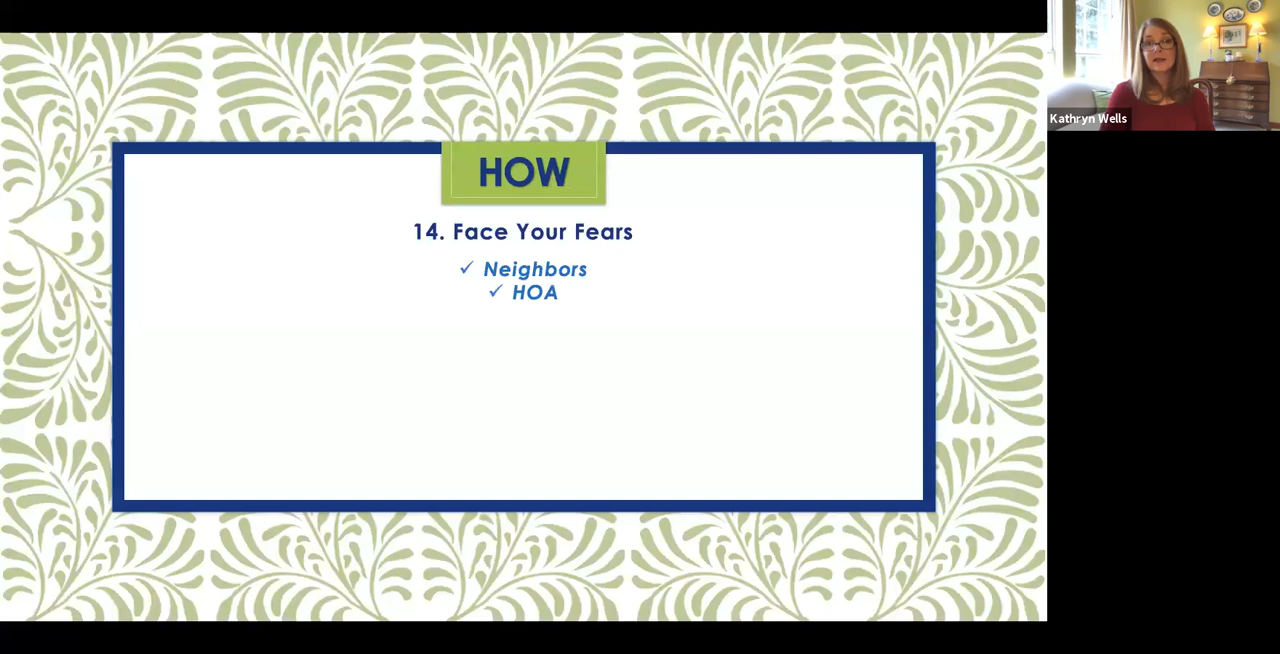 HOW
14. Face Your Fears
✓ Neighbors
✓ HOA
Kathryn Wells